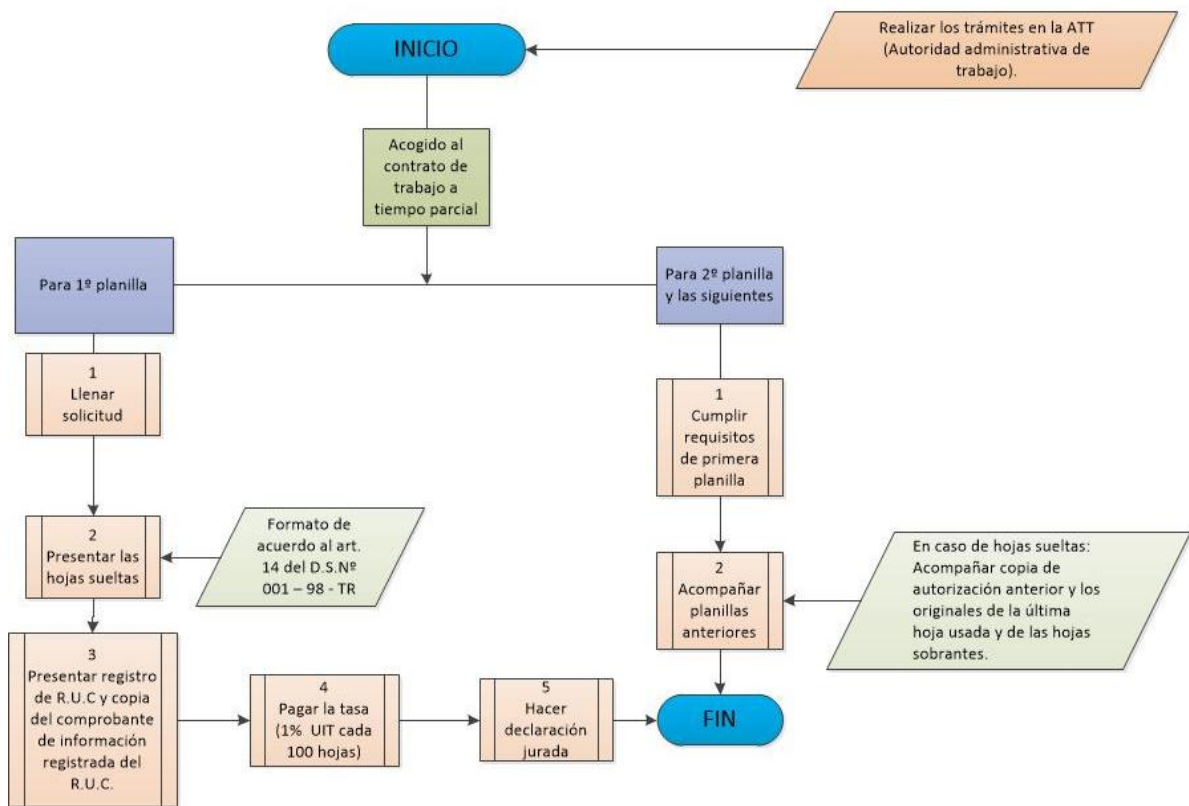 INICIO
Realizar los trámites en la ATT
(Autoridad administrativa de
trabajo).
Acogido al
contrato de
trabajo a
tiempo parcial
Para 1º planilla
Para 2º planilla
y las siguientes
1
Llenar
solicitud
1
Cumplir
requisitos
de primera
planilla
2
Presentar las
hojas sueltas
Formato de
acuerdo al art.
14 del D.S.Nº
001 – 98 - TR
2
Acompañar
planillas
anteriores
En caso de hojas sueltas:
Acompañar copia de
autorización anterior y los
originales de la última
hoja usada y de las hojas
sobrantes.
3
Presentar registro
de R.U.C y copia
del comprobante
de información
registrada del
R.U.C.
4
Pagar la tasa
(1% UIT cada
100 hojas)
5
Hacer
declaración
jurada
FIN